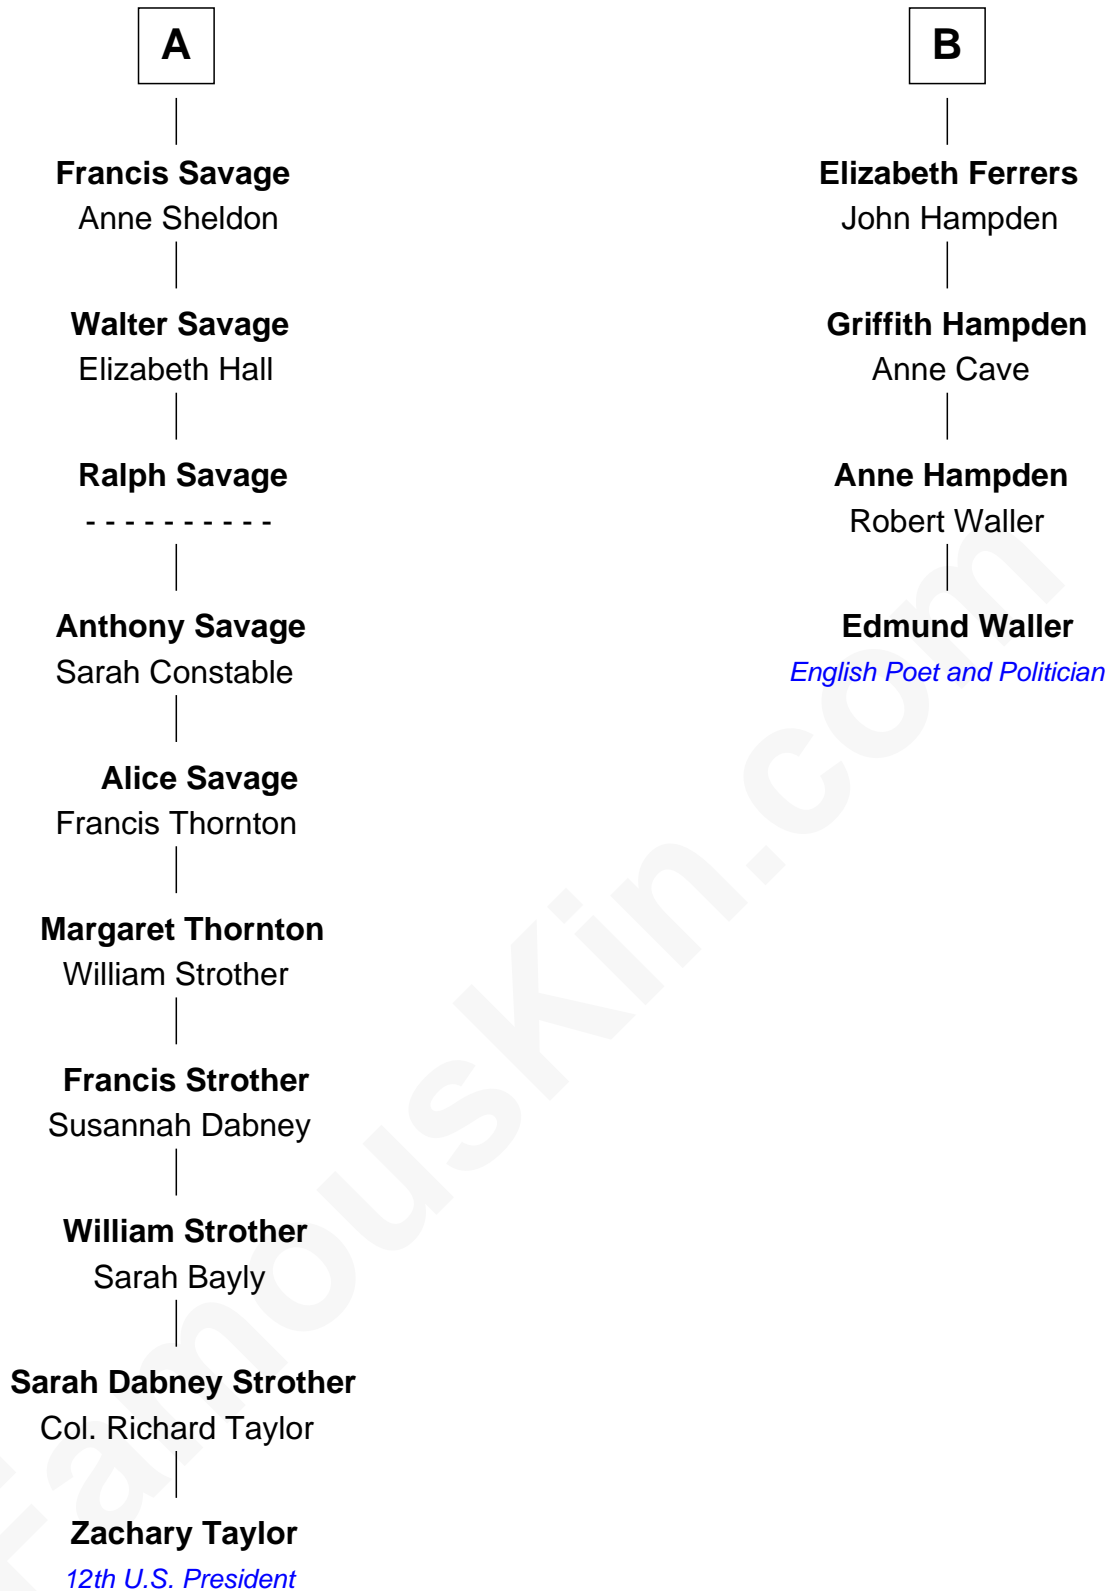 A
Francis Savage
Anne Sheldon
Walter Savage
Elizabeth Hall
Ralph Savage
- - - - - - - - - -
Anthony Savage
Sarah Constable
Alice Savage
Francis Thornton
Margaret Thornton
William Strother
Francis Strother
Susannah Dabney
William Strother
Sarah Bayly
Sarah Dabney Strother
Col. Richard Taylor
Zachary Taylor
12th U.S. President
B
Elizabeth Ferrers
John Hampden
Griffith Hampden
Anne Cave
Anne Hampden
Robert Waller
Edmund Waller
English Poet and Politician
FamousKin.com